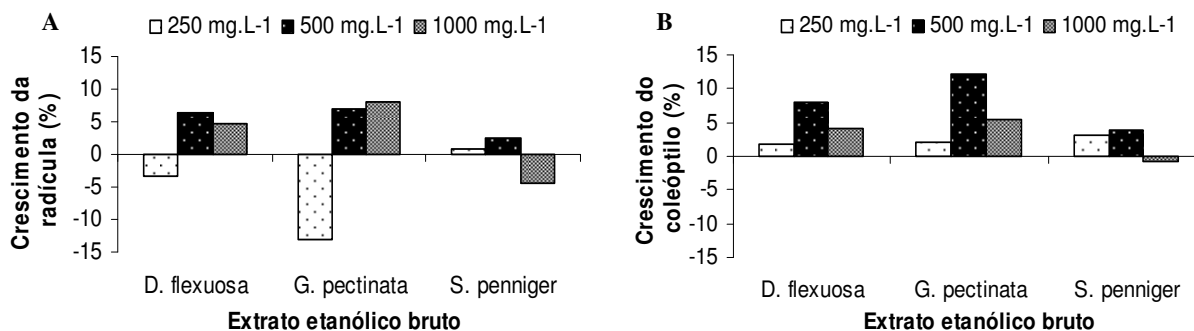 A
250 mg.L-1 500 mg.L-1 1000 mg.L-1
Crescimento da
radícula (%)
15
10
5
0
-5
-10
-15
D. flexuosa G. pectinata S. penniger
Extrato etanólico bruto
B
250 mg.L-1 500 mg.L-1 1000 mg.L-1
Crescimento do
coleóptilo (%)
15
10
5
0
-5
-10
-15
D. flexuosa G. pectinata S. penniger
Extrato etanólico bruto